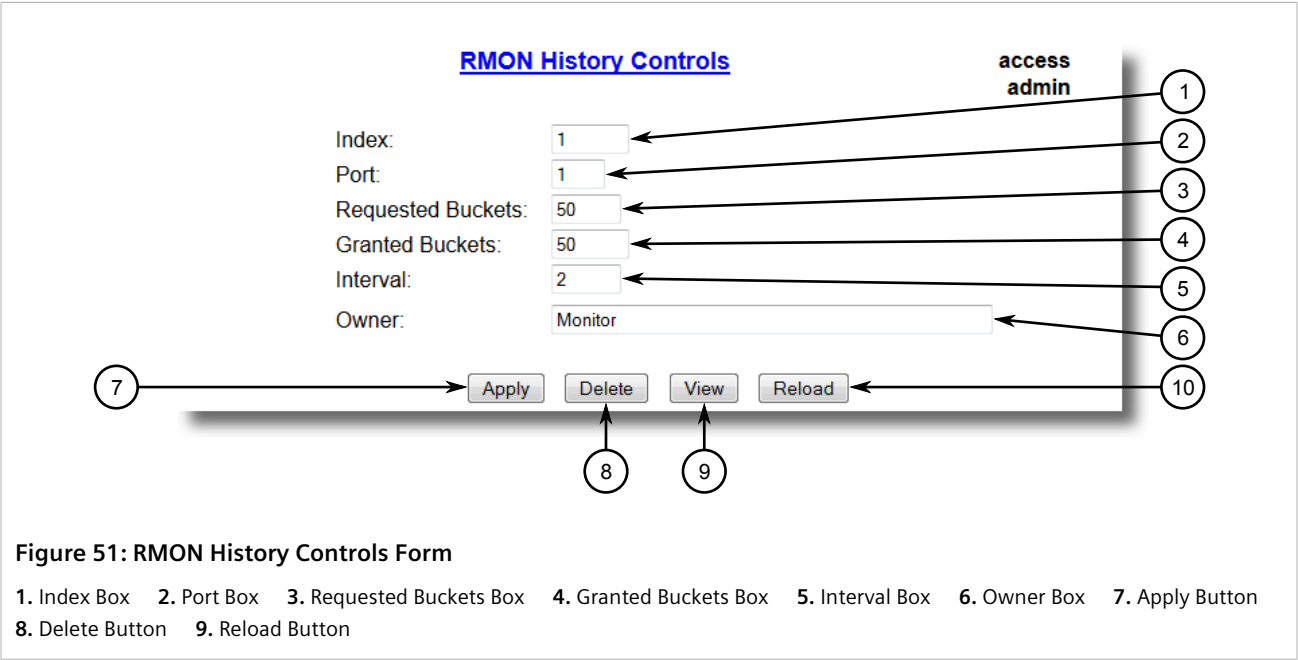 RMON History Controls
access
admin
1
Index: 1
2
Port: 1
3
Requested Buckets: 50
4
Granted Buckets: 50
5
Interval: 2
6
Owner: Monitor
7
Apply Delete View Reload
10
8 9
Figure 51: RMON History Controls Form
1. Index Box 2. Port Box 3. Requested Buckets Box 4. Granted Buckets Box 5. Interval Box 6. Owner Box 7. Apply Button
8. Delete Button 9. Reload Button